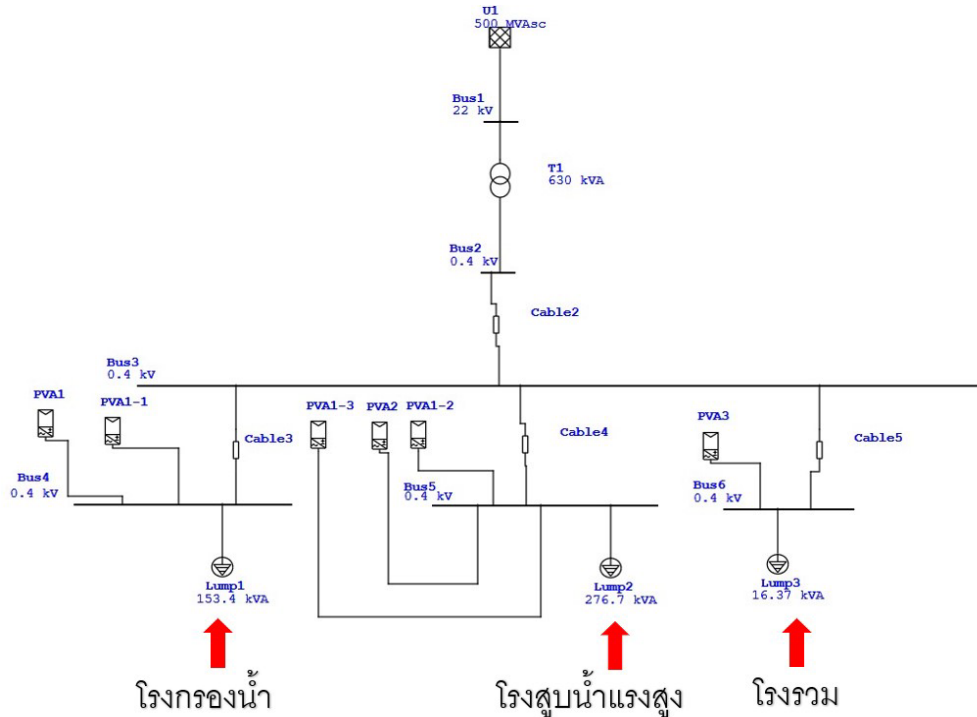 U1
500 MVAsc
Bus1
22 kV
T1
630 kVA
Bus2
0.4 kV
Cable2
Bus3
0.4 kV
PVA1
PVA1-1
PVA1-3
PVA2
PVA1-2
PVA3
Cable3
Cable4
Cable5
Bus4
0.4 kV
Bus5
0.4 kV
Bus6
0.4 kV
Lump1
153.4 kVA
Lump2
276.7 kVA
Lump3
16.37 kVA
โรงกรองน้ำ
โรงสูบน้ำแรงสูง
โรงรวม